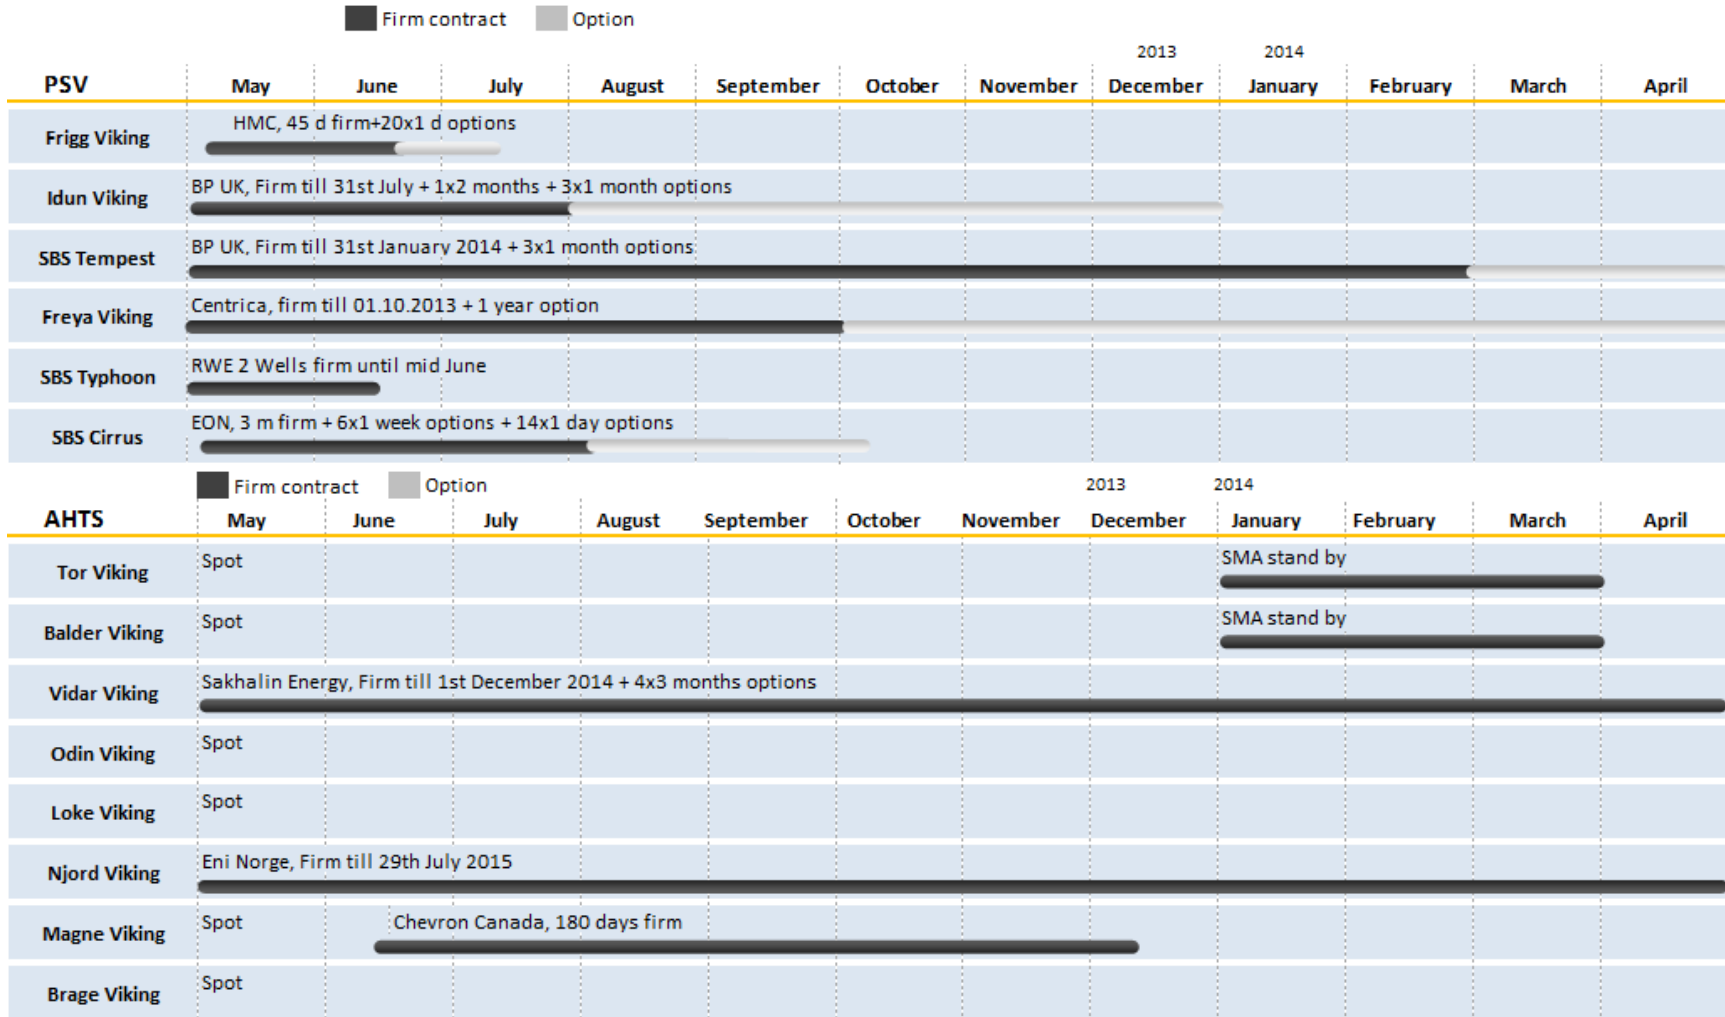 Firm contract Option
2013 2014
PSV May June July August September October November December January February March April
Frigg Viking HMC, 45 d firm+20x1 d options
Idun Viking BP UK, Firm till 31st July + 1x2 months + 3x1 month options
SBS Tempest BP UK, Firm till 31st January 2014 + 3x1 month options
Freya Viking Centrica, firm till 01.10.2013 + 1 year option
SBS Typhoon RWE 2 Wells firm until mid June
SBS Cirrus EON, 3 m firm + 6x1 week options + 14x1 day options
Firm contract Option 2013 2014
AHTS May June July August September October November December January February March April
Tor Viking Spot SMA stand by
Balder Viking Spot SMA stand by
Vidar Viking Sakhalin Energy, Firm till 1st December 2014 + 4x3 months options
Odin Viking Spot
Loke Viking Spot
Njord Viking Eni Norge, Firm till 29th July 2015
Magne Viking Spot Chevron Canada, 180 days firm
Brage Viking Spot